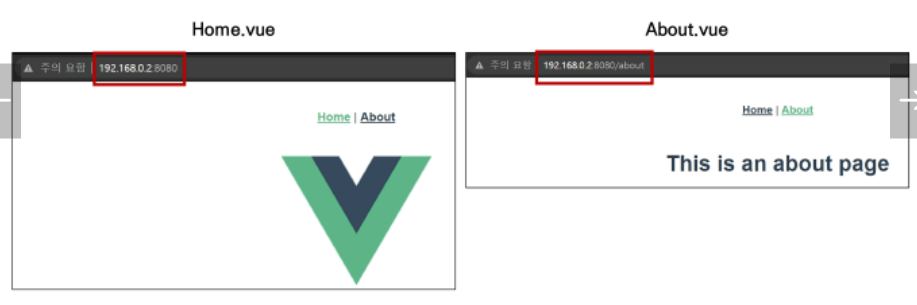 Home.vue
About.vue
주의 요함 | 192.168.0.2:8080
주의 요함 | 192.168.0.2:8080/about
Home | About
Home | About
This is an about page